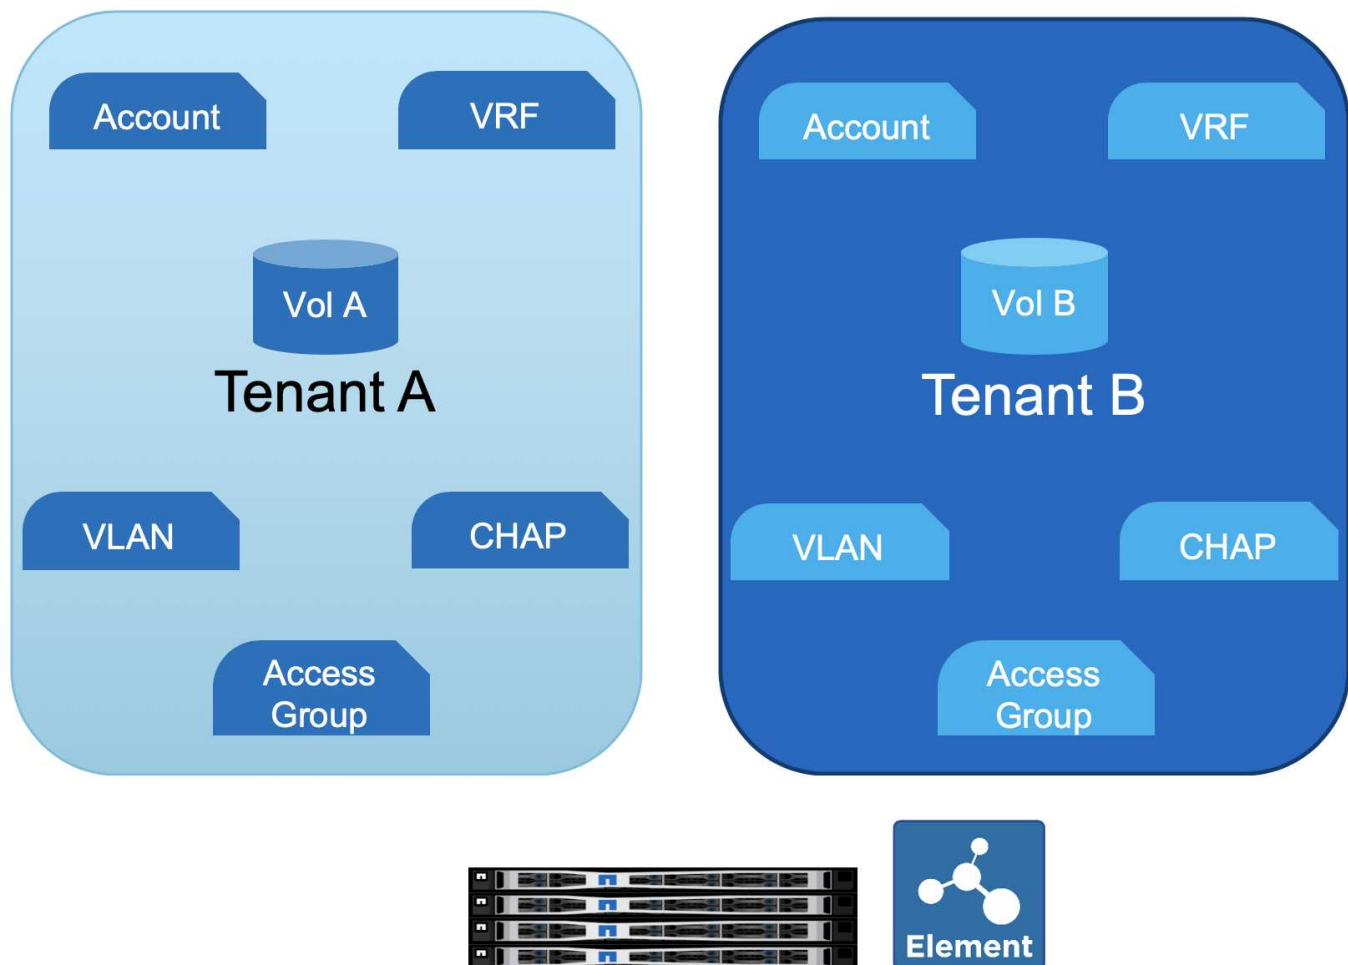 Account
VRF
Vol A
Tenant A
VLAN
CHAP
Access
Group
Account
VRF
Vol B
Tenant B
VLAN
CHAP
Access
Group
Element